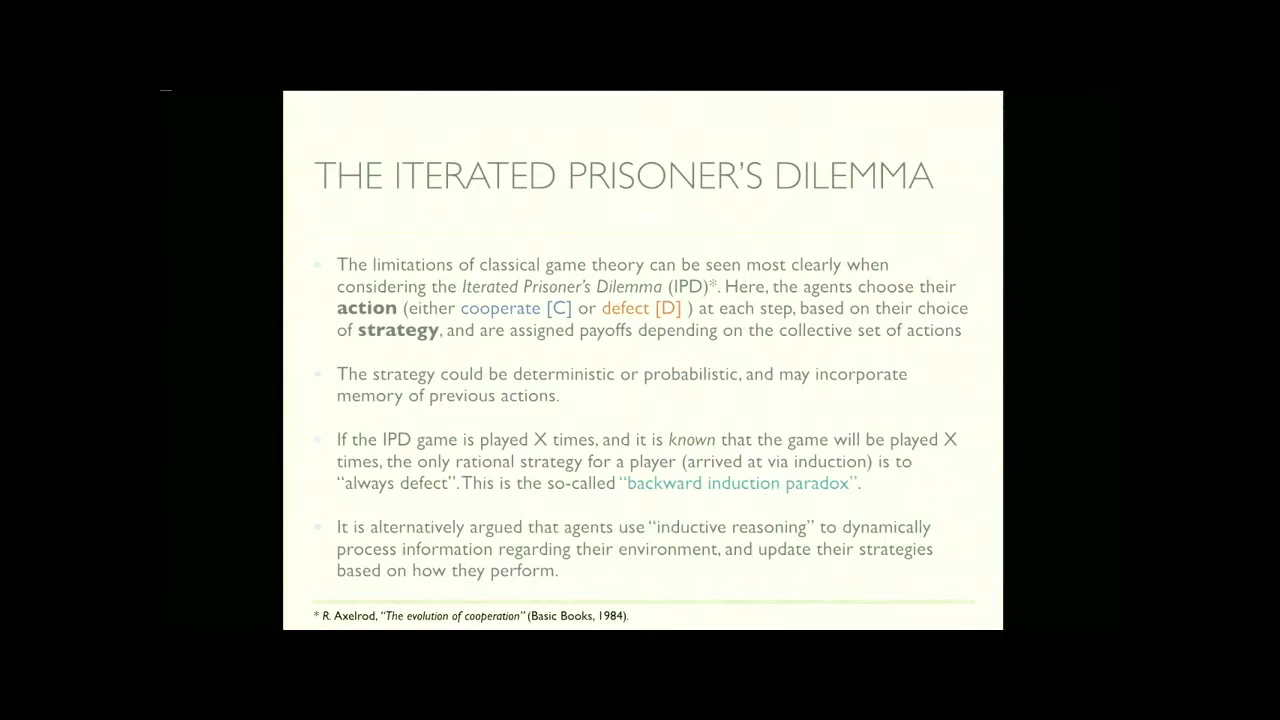 THE ITERATED PRISONER'S DILEMMA
The limitations of classical game theory can be seen most clearly when
considering the Iterated Prisoner's Dilemma (IPD)*. Here, the agents choose their
action (either cooperate [C] or defect [D] ) at each step, based on their choice
of strategy, and are assigned payoffs depending on the collective set of actions
The strategy could be deterministic or probabilistic, and may incorporate
memory of previous actions.
If the IPD game is played X times, and it is known that the game will be played X
times, the only rational strategy for a player (arrived at via induction) is to
“always defect”. This is the so-called “backward induction paradox”.
It is alternatively argued that agents use “inductive reasoning” to dynamically
process information regarding their environment, and update their strategies
based on how they perform.
* R. Axelrod, “The evolution of cooperation” (Basic Books, 1984).